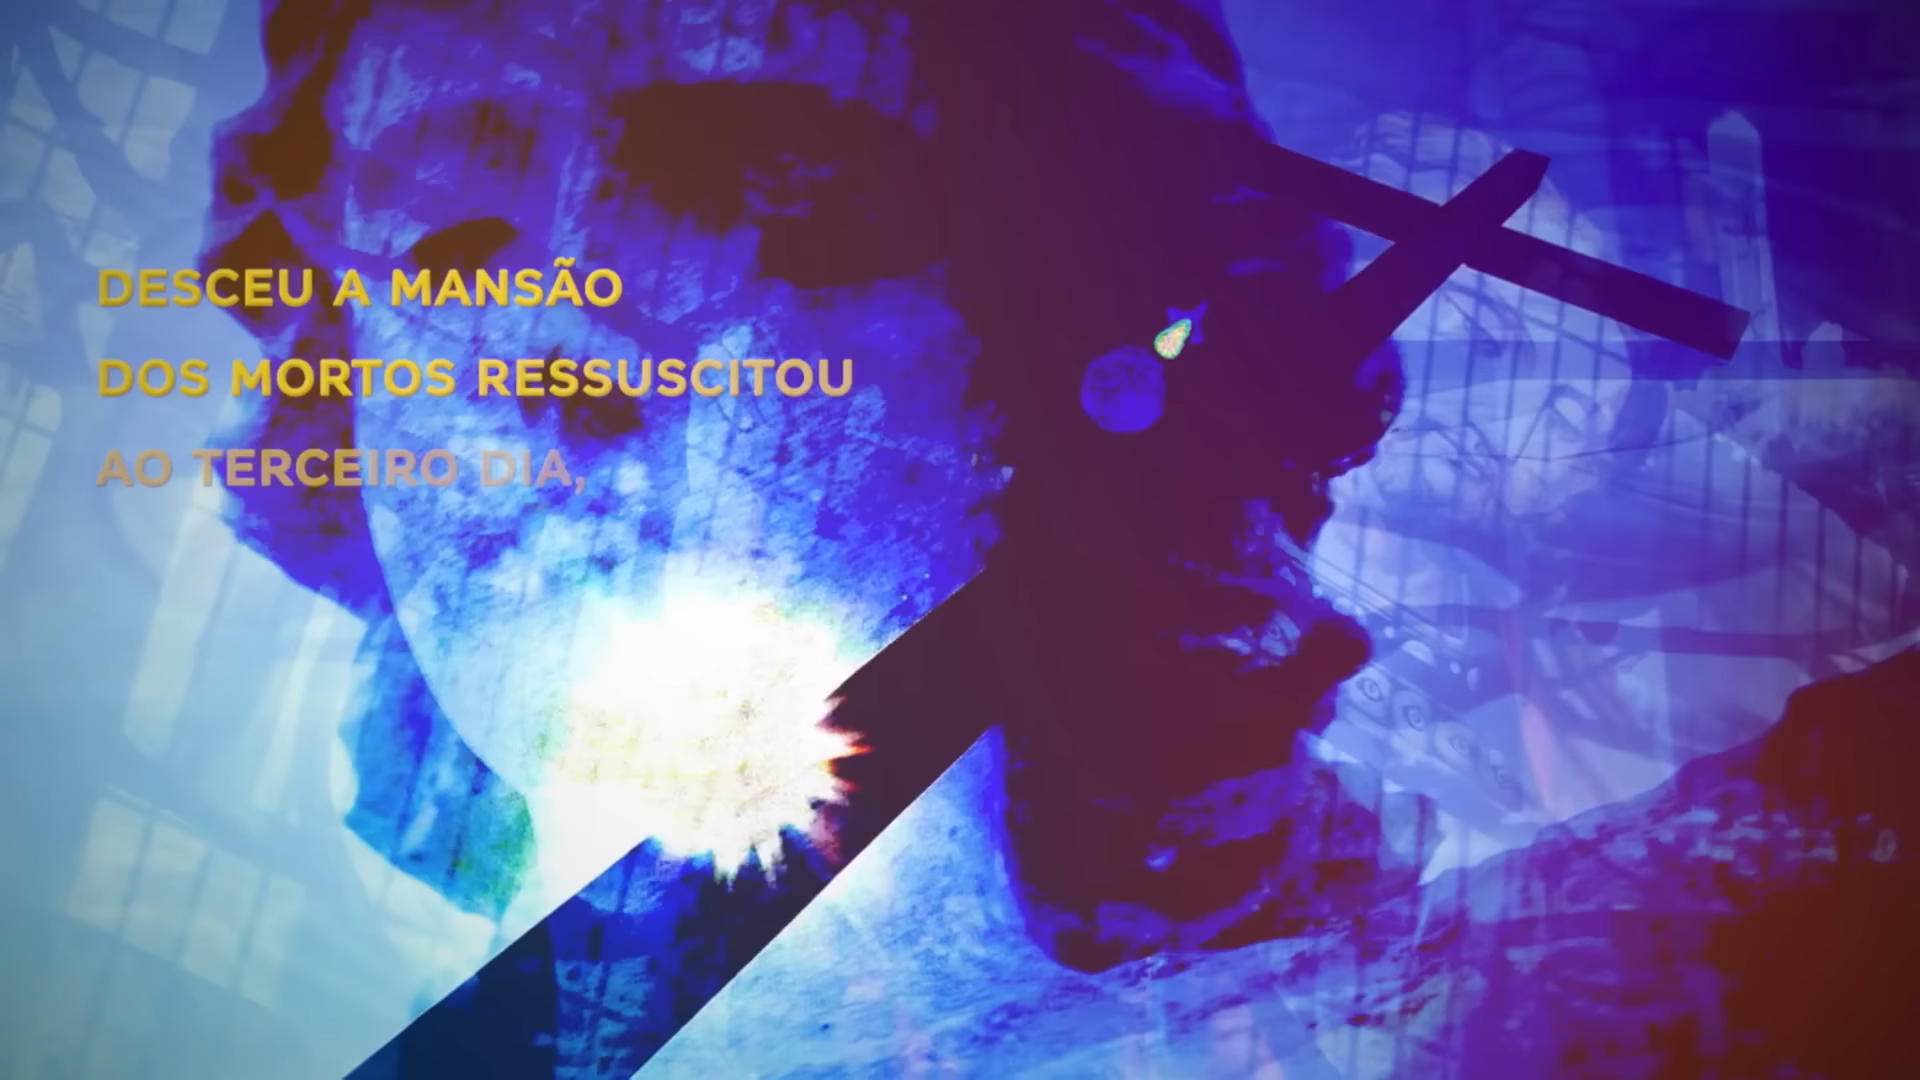 DESCEU A MANSÃO
DOS MORTOS RESSUSCITOU
AO TERCEIRO DIA,